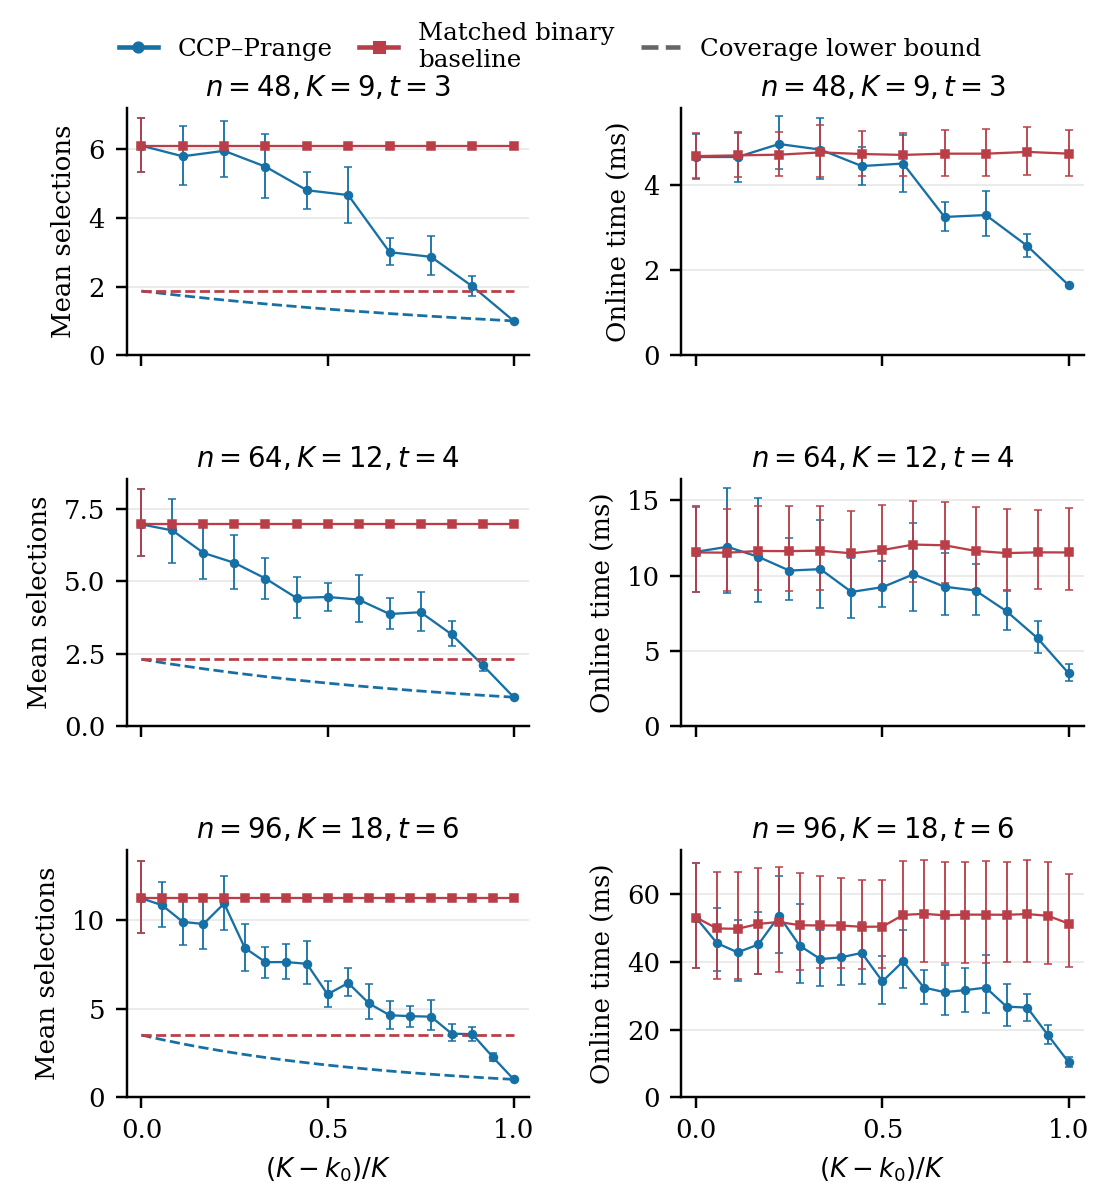 CCP–Prange
Matched binary
baseline
Coverage lower bound
n = 48, K = 9, t = 3
Mean selections
6
4
2
0
n = 48, K = 9, t = 3
Online time (ms)
4
2
0
n = 64, K = 12, t = 4
Mean selections
7.5
5.0
2.5
0.0
n = 64, K = 12, t = 4
Online time (ms)
15
10
5
0
n = 96, K = 18, t = 6
Mean selections
10
5
0
0.0 0.5 1.0
(K − k₀)/K
n = 96, K = 18, t = 6
Online time (ms)
60
40
20
0
0.0 0.5 1.0
(K − k₀)/K